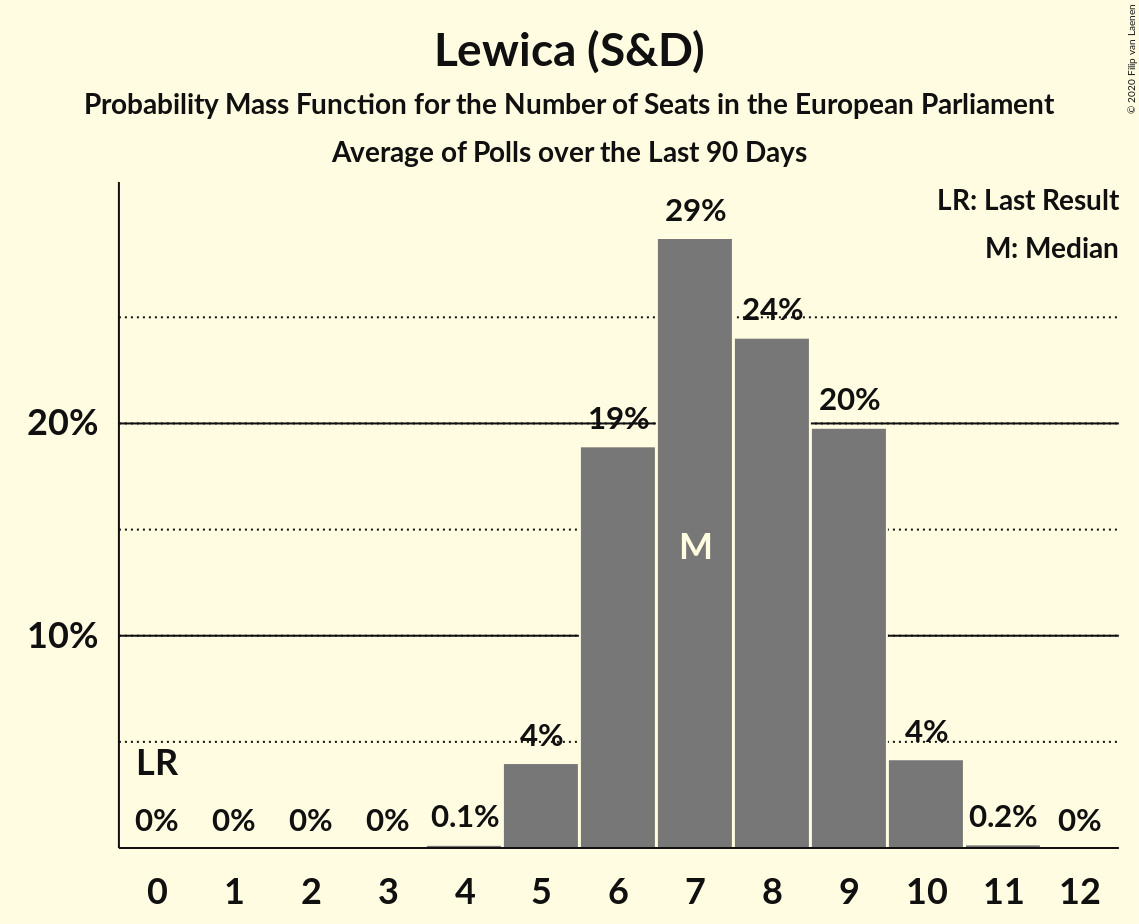 Lewica (S&D)
Probability Mass Function for the Number of Seats in the European Parliament
Average of Polls over the Last 90 Days
© 2020 Filip van Laenen
LR: Last Result
M: Median
29%
24%
20%
19%
20%
M
10%
4%
4%
LR
0%
0%
0%
0%
0.1%
0.2%
0%
0 1 2 3 4 5 6 7 8 9 10 11 12